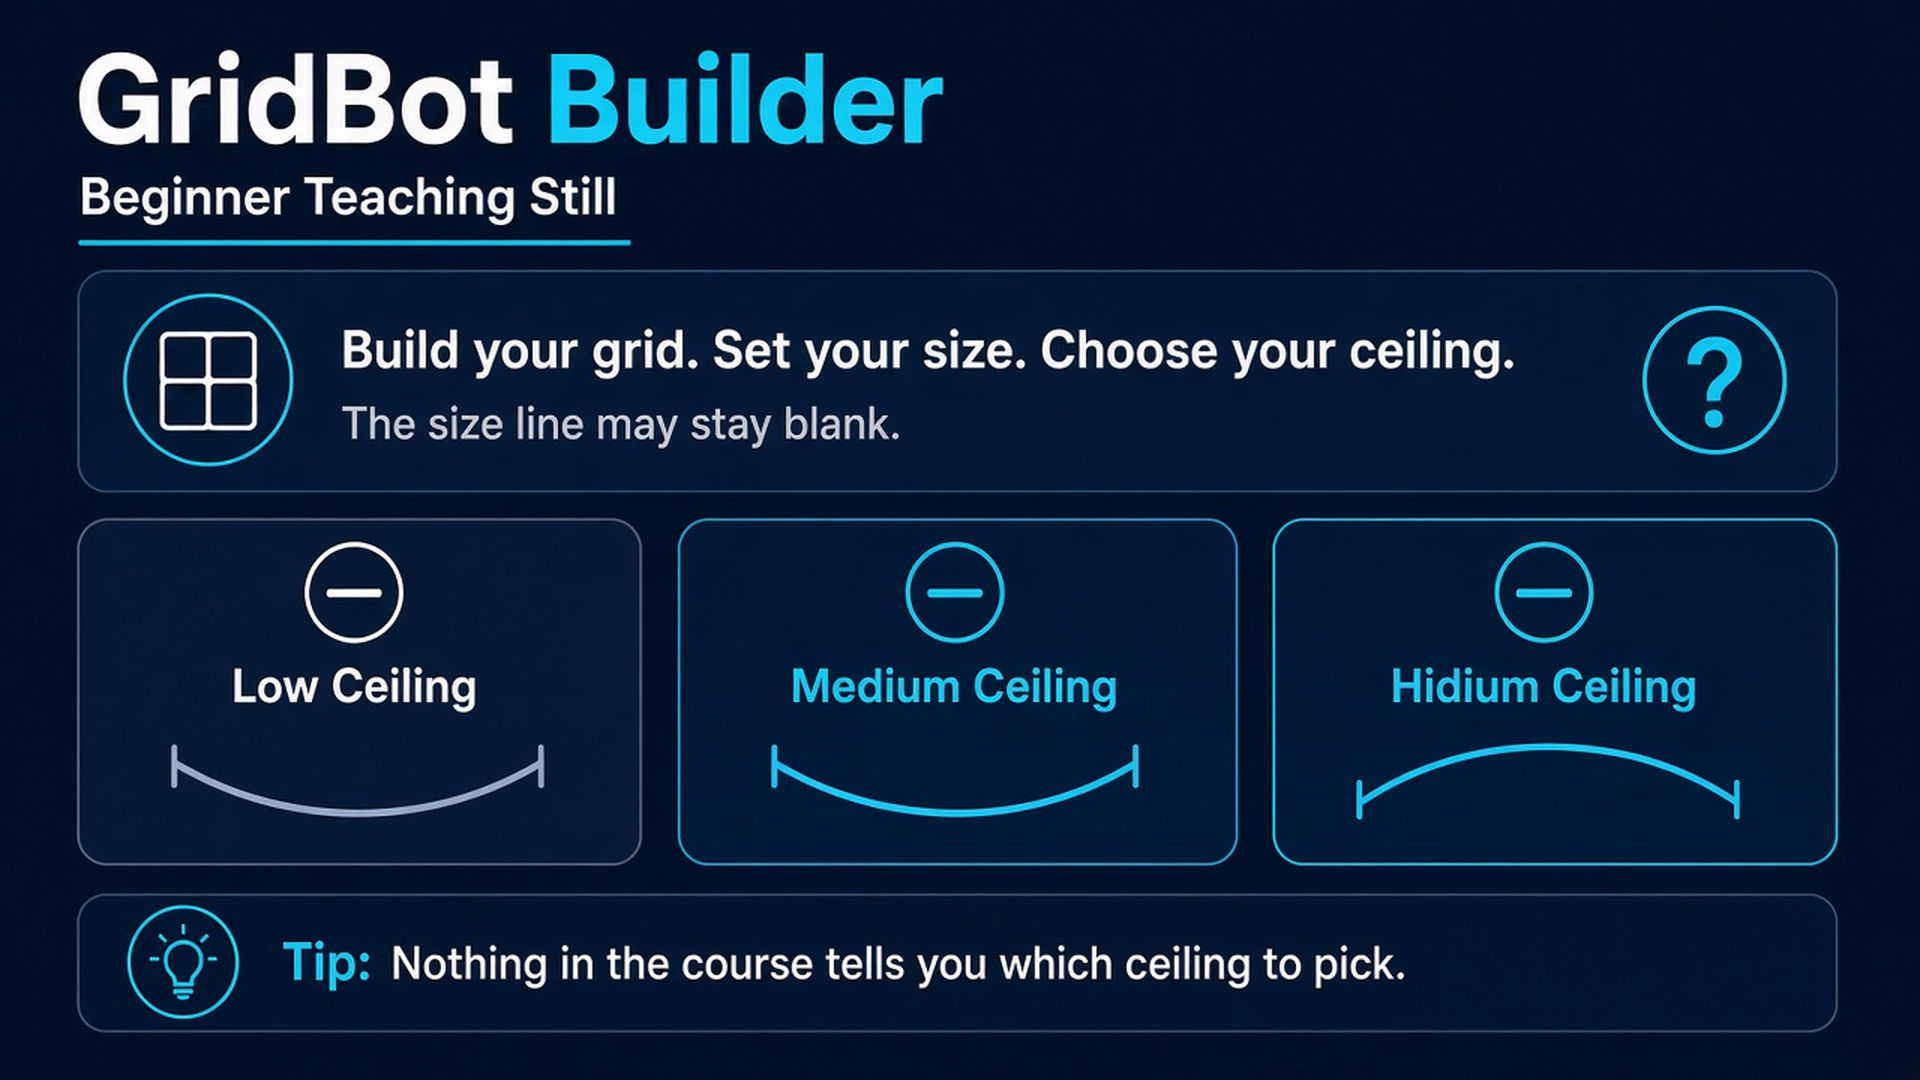 GridBot Builder
Beginner Teaching Still
Build your grid. Set your size. Choose your ceiling.
The size line may stay blank.
?
Low Ceiling
Medium Ceiling
Hidium Ceiling
Tip: Nothing in the course tells you which ceiling to pick.